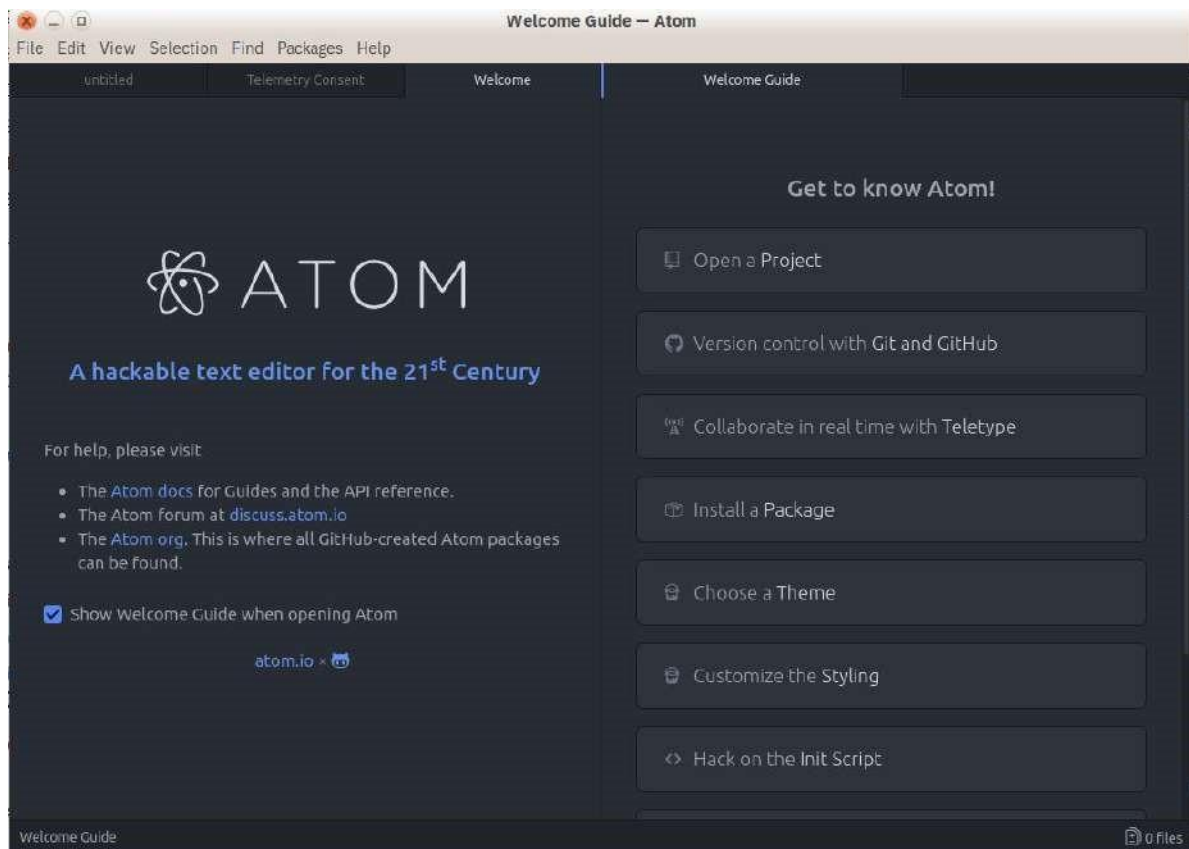 Welcome Guide — Atom
File Edit View Selection Find Packages Help
untitled Telemetry Consent Welcome Welcome Guide
ATOM
A hackable text editor for the 21st Century
For help, please visit
• The Atom docs for Guides and the API reference.
• The Atom forum at discuss.atom.io
• The Atom org. This is where all GitHub-created Atom packages
can be found.
Show Welcome Guide when opening Atom
atom.io ×
Get to know Atom!
Open a Project
Version control with Git and GitHub
Collaborate in real time with Teletype
Install a Package
Choose a Theme
Customize the Styling
Hack on the Init Script
Welcome Guide
0 files